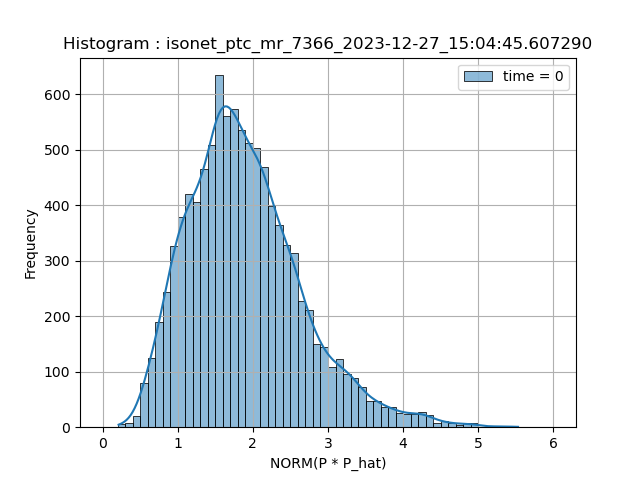 Histogram : isonet_ptc_mr_7366_2023-12-27_15:04:45.607290
time = 0
600
500
400
300
200
100
0
Frequency
0 1 2 3 4 5 6
NORM(P * P_hat)